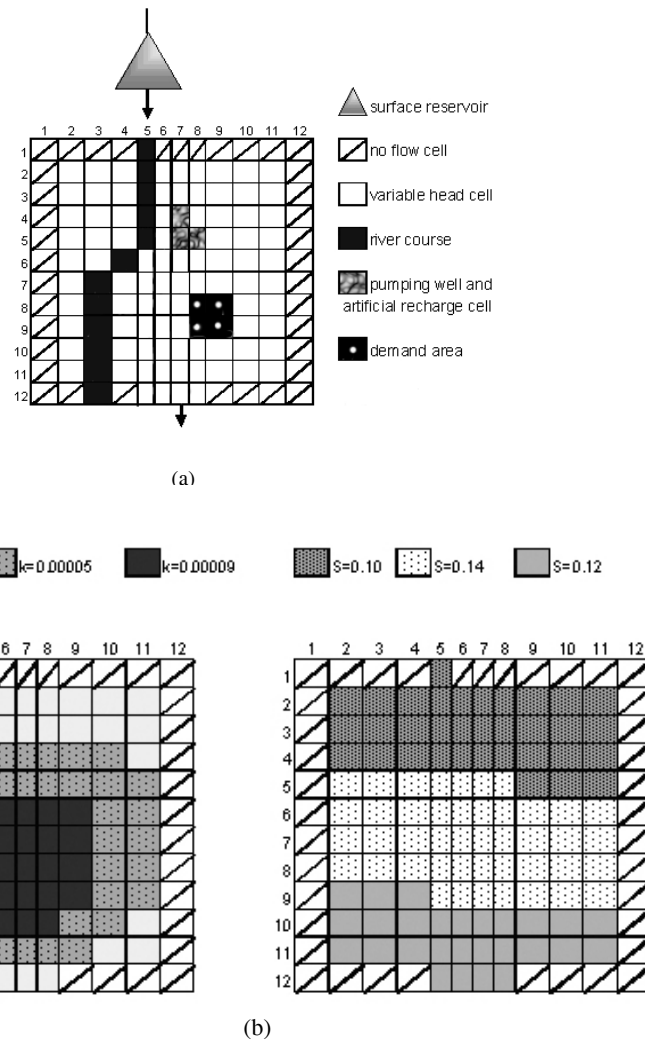 surface reservoir
1 2 3 4 5 6 7 8 9 10 11 12
no flow cell
1
2
3
variable head cell
4
5
river course
6
7
pumping well and
8
artificial recharge cell
9
10
demand area
11
12
(a)
k=0.00005 k=0.00009 S=0.10 S=0.14 S=0.12
6 7 8 9 10 11 12 1 2 3 4 5 6 7 8 9 10 11 12
1
2
3
4
5
6
7
8
9
10
11
12
(b)